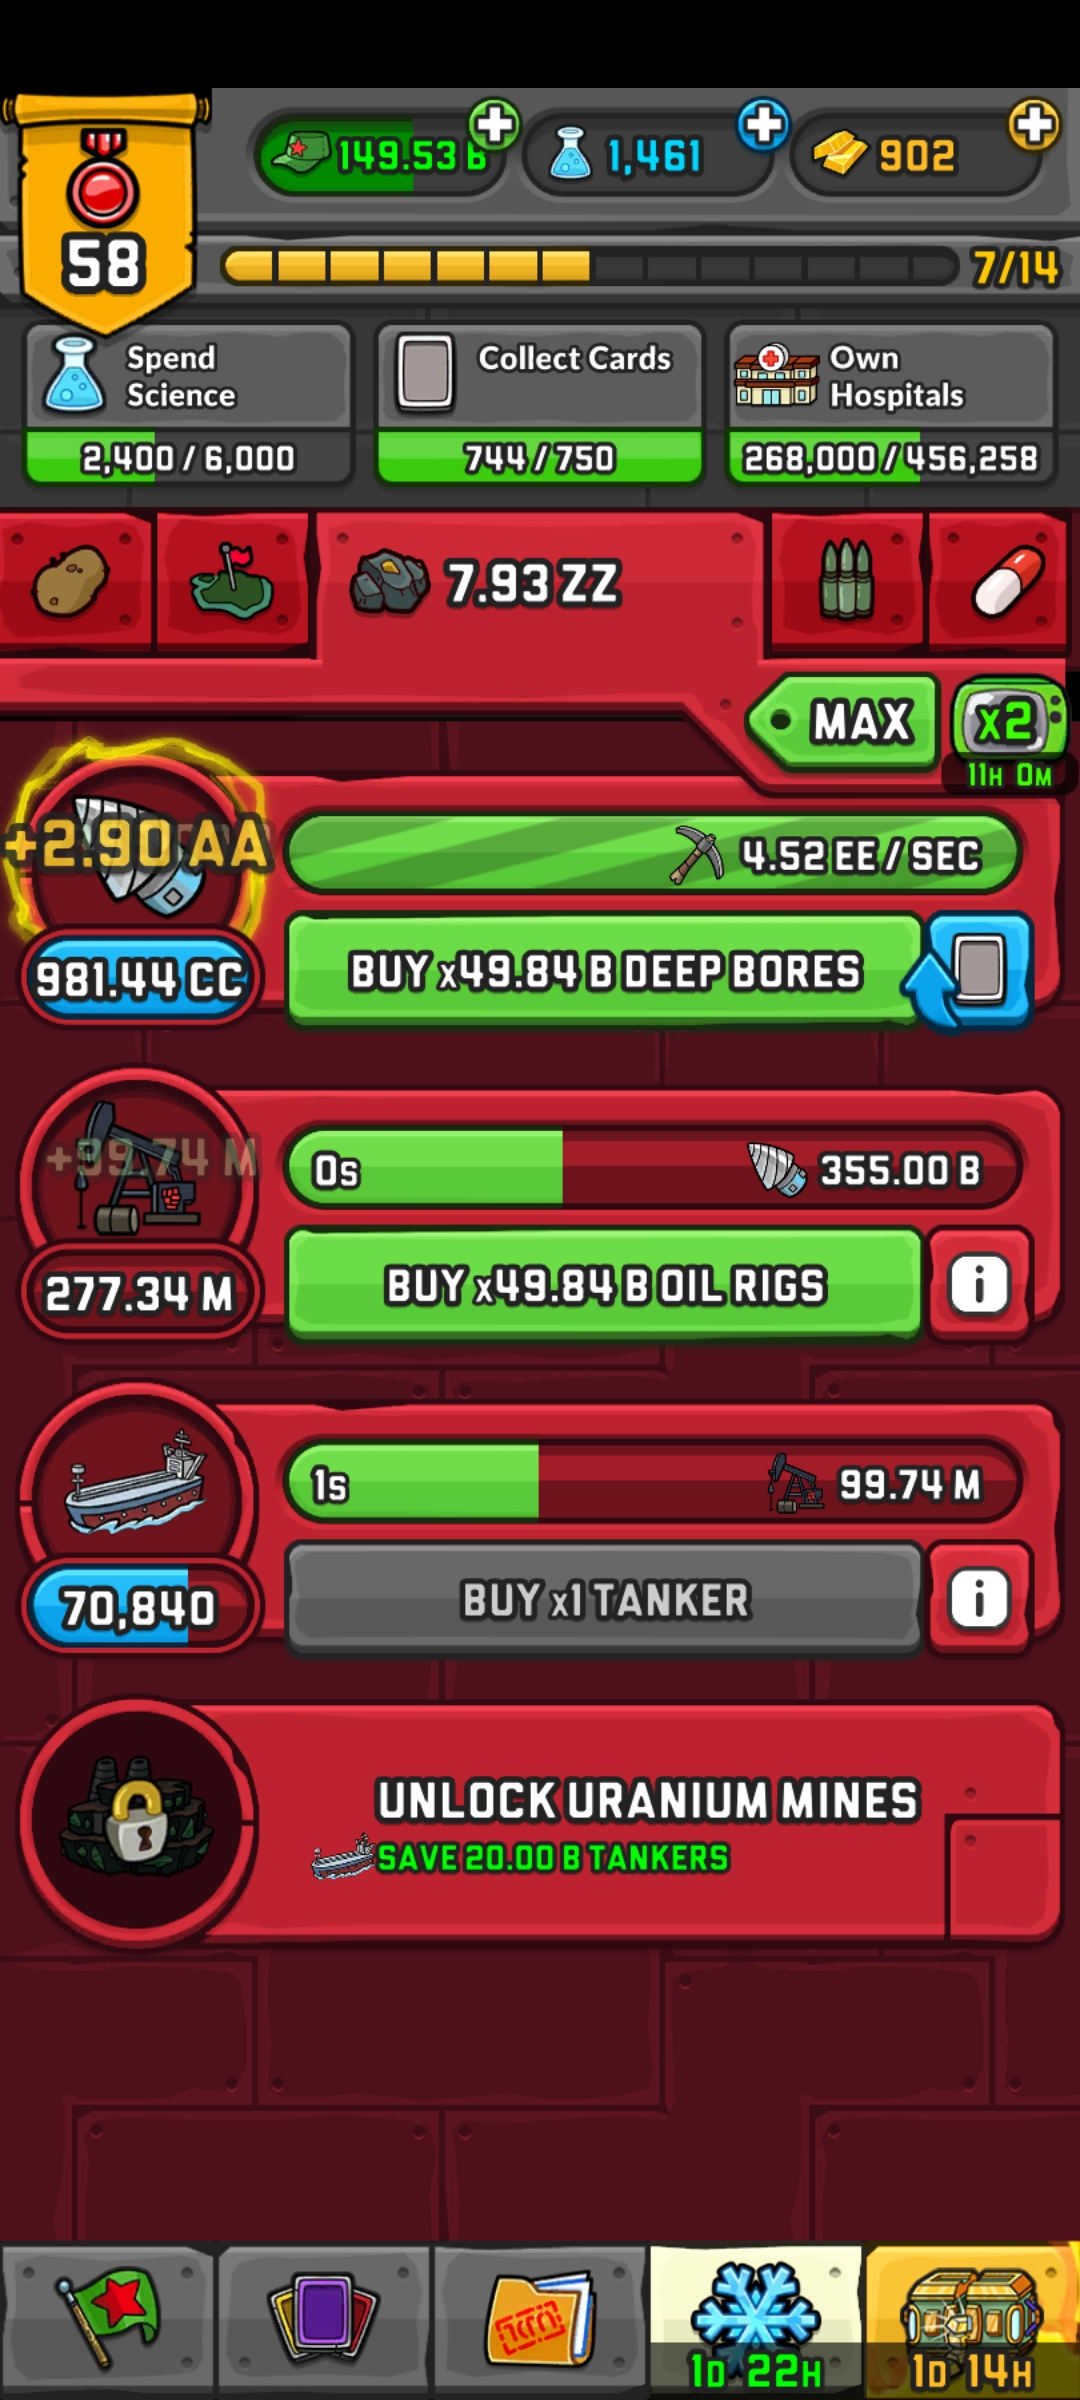 149.53 B
1,461
902
58
7/14
Spend
Science
2,400 / 6,000
Collect Cards
744 / 750
Own
Hospitals
268,000 / 456,258
7.93 ZZ
MAX
x2
11H 0M
+2.90 AA
4.52 EE / SEC
981.44 CC
BUY x49.84 B DEEP BORES
+99.74 M
0s
355.00 B
277.34 M
BUY x49.84 B OIL RIGS
i
1s
99.74 M
70,840
BUY x1 TANKER
i
UNLOCK URANIUM MINES
SAVE 20.00 B TANKERS
1D 22H
1D 14H